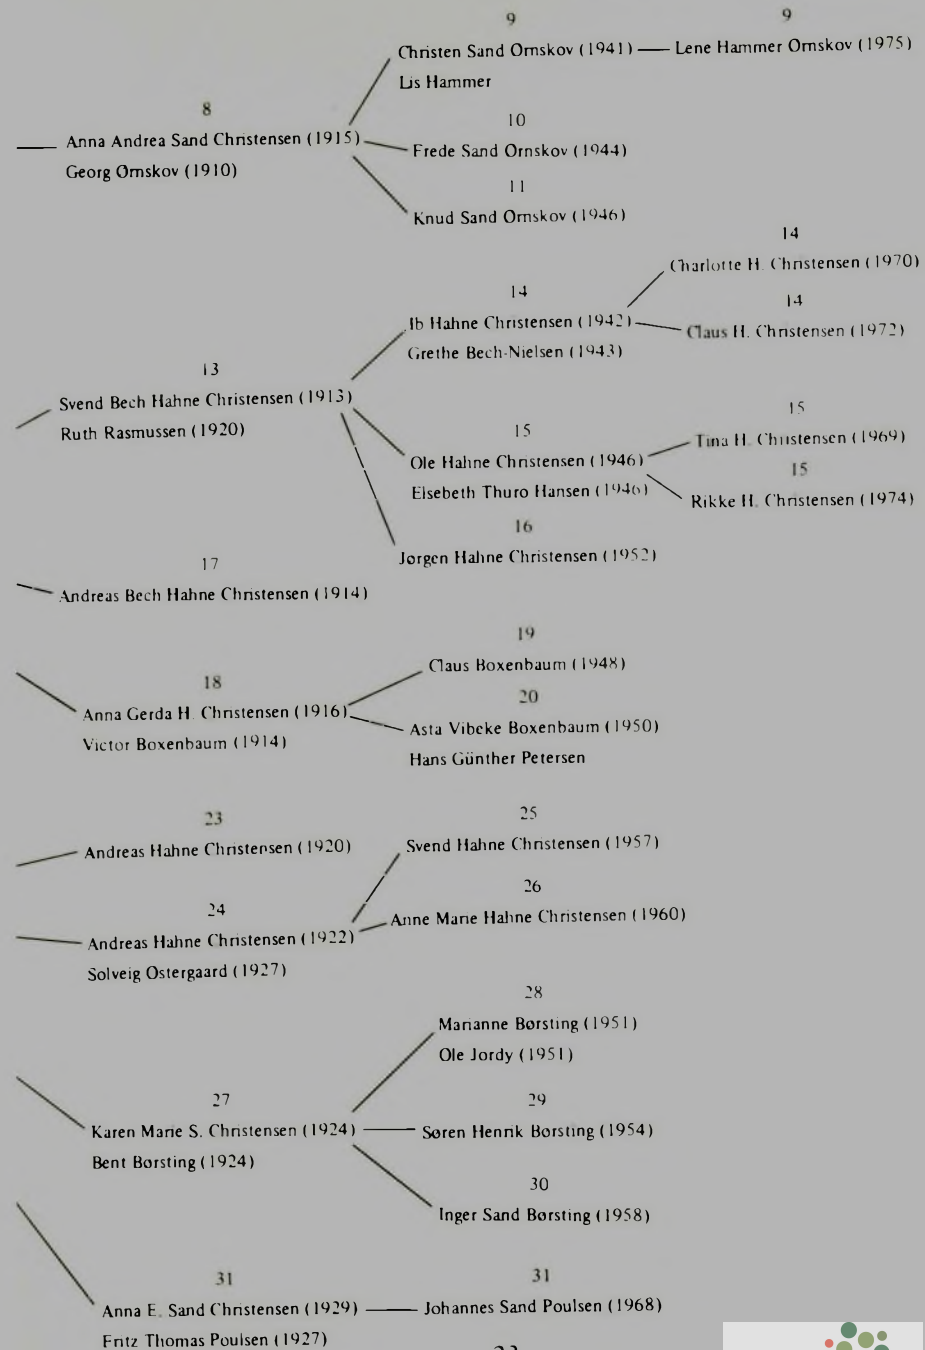 9
9
Christen Sand Ornskov (1941)
Lene Hammer Ornskov (1975)
Lis Hammer
8
Anna Andrea Sand Christensen (1915)
Georg Ornskov (1910)
10
Frede Sand Ornskov (1944)
11
Knud Sand Ornskov (1946)
14
Charlotte H. Christensen (1970)
14
Ib Hahne Christensen (1942)
Grethe Bech-Nielsen (1943)
14
Claus H. Christensen (1972)
13
Svend Bech Hahne Christensen (1913)
Ruth Rasmussen (1920)
15
Tina H. Christensen (1969)
15
Ole Hahne Christensen (1946)
Elsebeth Thuro Hansen (1946)
15
Rikke H. Christensen (1974)
16
Jørgen Hahne Christensen (1952)
17
Andreas Bech Hahne Christensen (1914)
19
Claus Boxenbaum (1948)
18
Anna Gerda H. Christensen (1916)
Victor Boxenbaum (1914)
20
Asta Vibeke Boxenbaum (1950)
Hans Günther Petersen
23
Andreas Hahne Christensen (1920)
25
Svend Hahne Christensen (1957)
26
Anne Marie Hahne Christensen (1960)
24
Andreas Hahne Christensen (1922)
Solveig Ostergaard (1927)
28
Marianne Børsting (1951)
Ole Jordy (1951)
27
Karen Marie S. Christensen (1924)
Bent Børsting (1924)
29
Søren Henrik Børsting (1954)
30
Inger Sand Børsting (1958)
31
Anna E. Sand Christensen (1929)
Fritz Thomas Poulsen (1927)
31
Johannes Sand Poulsen (1968)